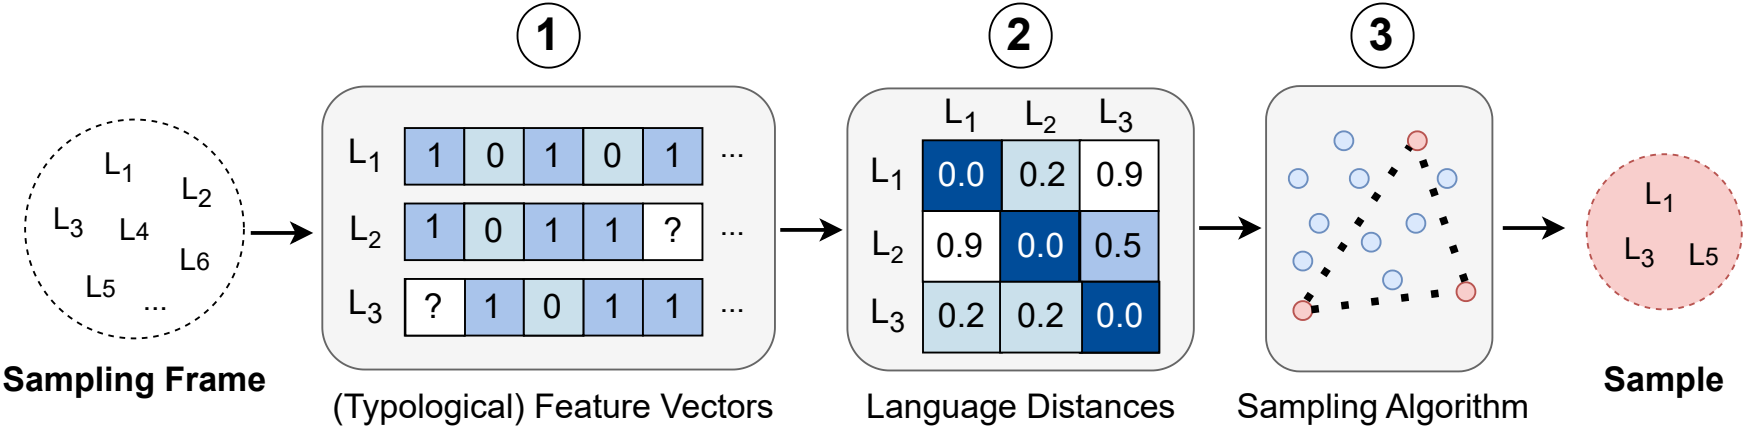 1
2
3
L1
L2
L3
L4
L6
L5
...
Sampling Frame
L1 1 0 1 0 1 ...
L2 1 0 1 1 ? ...
L3 ? 1 0 1 1 ...
(Typological) Feature Vectors
L1 L2 L3
L1 0.0 0.2 0.9
L2 0.9 0.0 0.5
L3 0.2 0.2 0.0
Language Distances
Sampling Algorithm
L1
L3 L5
Sample